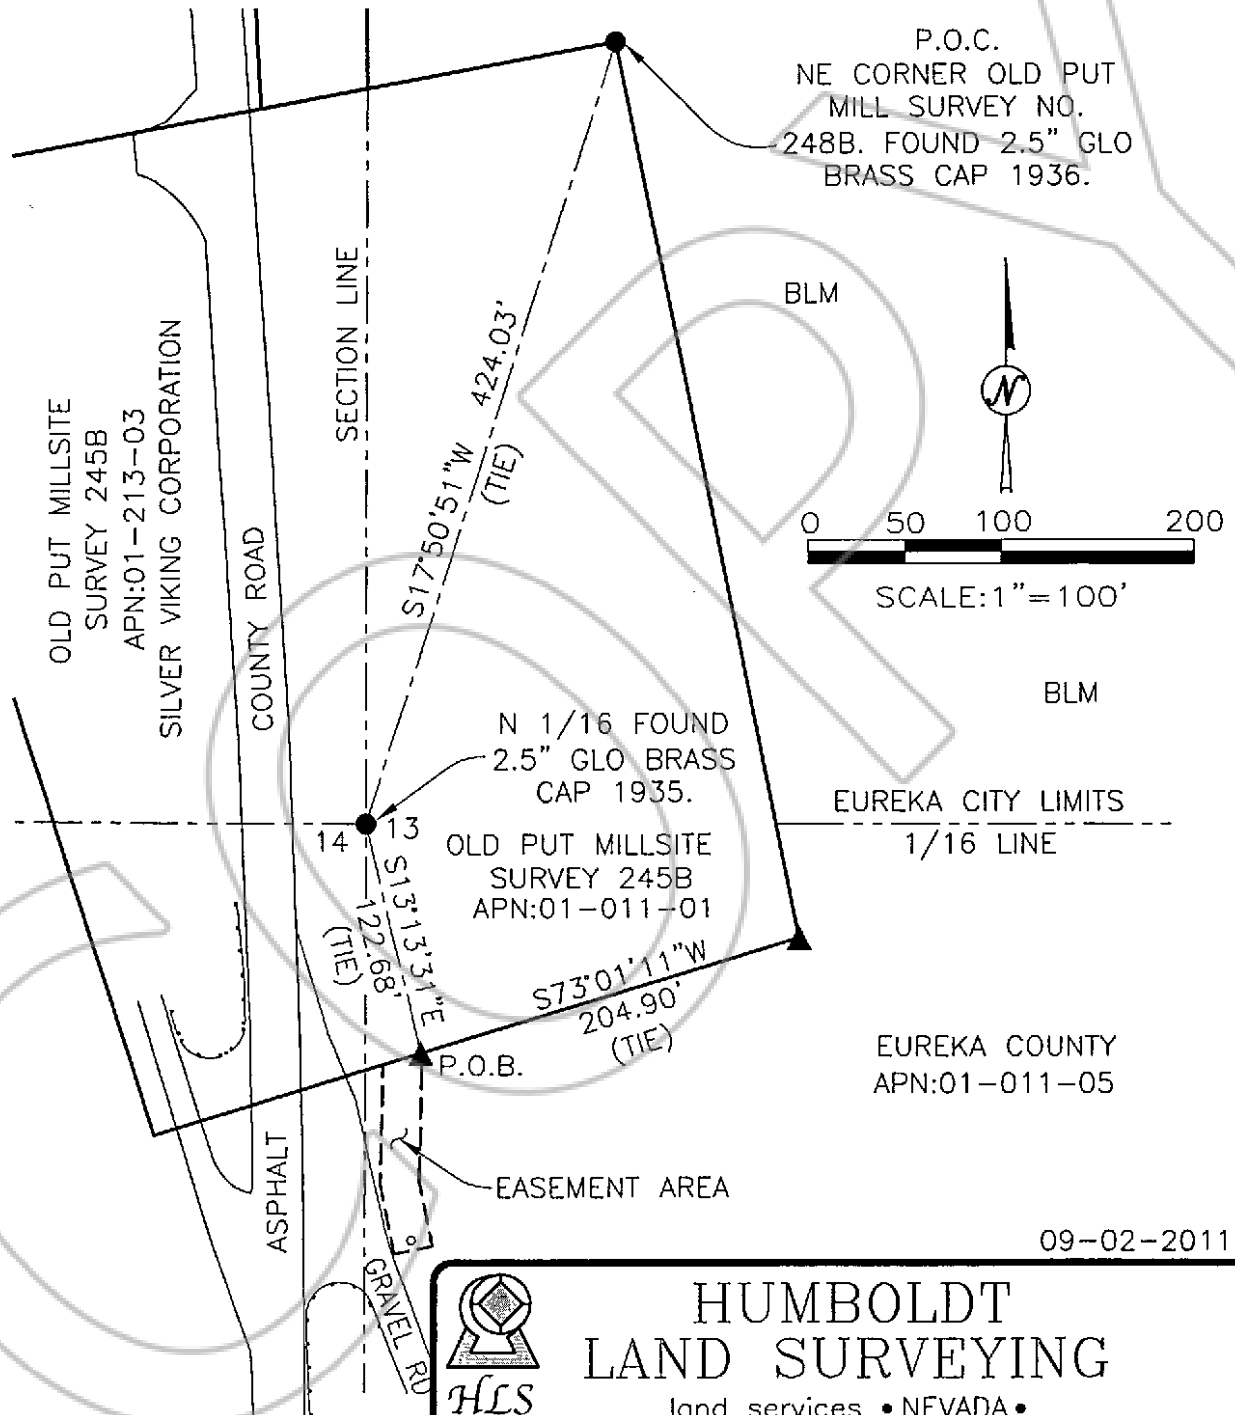 P.O.C.
NE CORNER OLD PUT
MILL SURVEY NO.
248B. FOUND 2.5" GLO
BRASS CAP 1936.
BLM
N
0 50 100 200
SCALE:1"=100'
BLM
SECTION LINE
S17°50'51"W 424.03'
(TIE)
OLD PUT MILLSITE
SURVEY 245B
APN:01-213-03
SILVER VIKING CORPORATION
COUNTY ROAD
N 1/16 FOUND
2.5" GLO BRASS
CAP 1935.
EUREKA CITY LIMITS
1/16 LINE
14 13
OLD PUT MILLSITE
SURVEY 245B
APN:01-011-01
S13°13'31"E
122.68'
(TIE)
S73°01'11"W
204.90'
(TIE)
P.O.B.
EUREKA COUNTY
APN:01-011-05
ASPHALT
EASEMENT AREA
GRAVEL RD
09-02-2011
HUMBOLDT
LAND SURVEYING
HLS
land services • NEVADA •
COPY